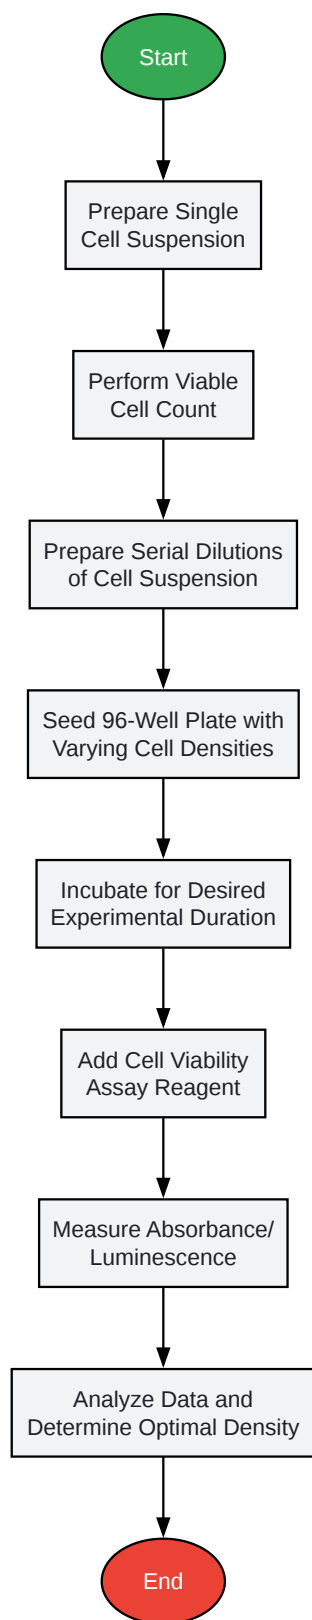 Start
Prepare Single
Cell Suspension
Perform Viable
Cell Count
Prepare Serial Dilutions
of Cell Suspension
Seed 96-Well Plate with
Varying Cell Densities
Incubate for Desired
Experimental Duration
Add Cell Viability
Assay Reagent
Measure Absorbance/
Luminescence
Analyze Data and
Determine Optimal Density
End